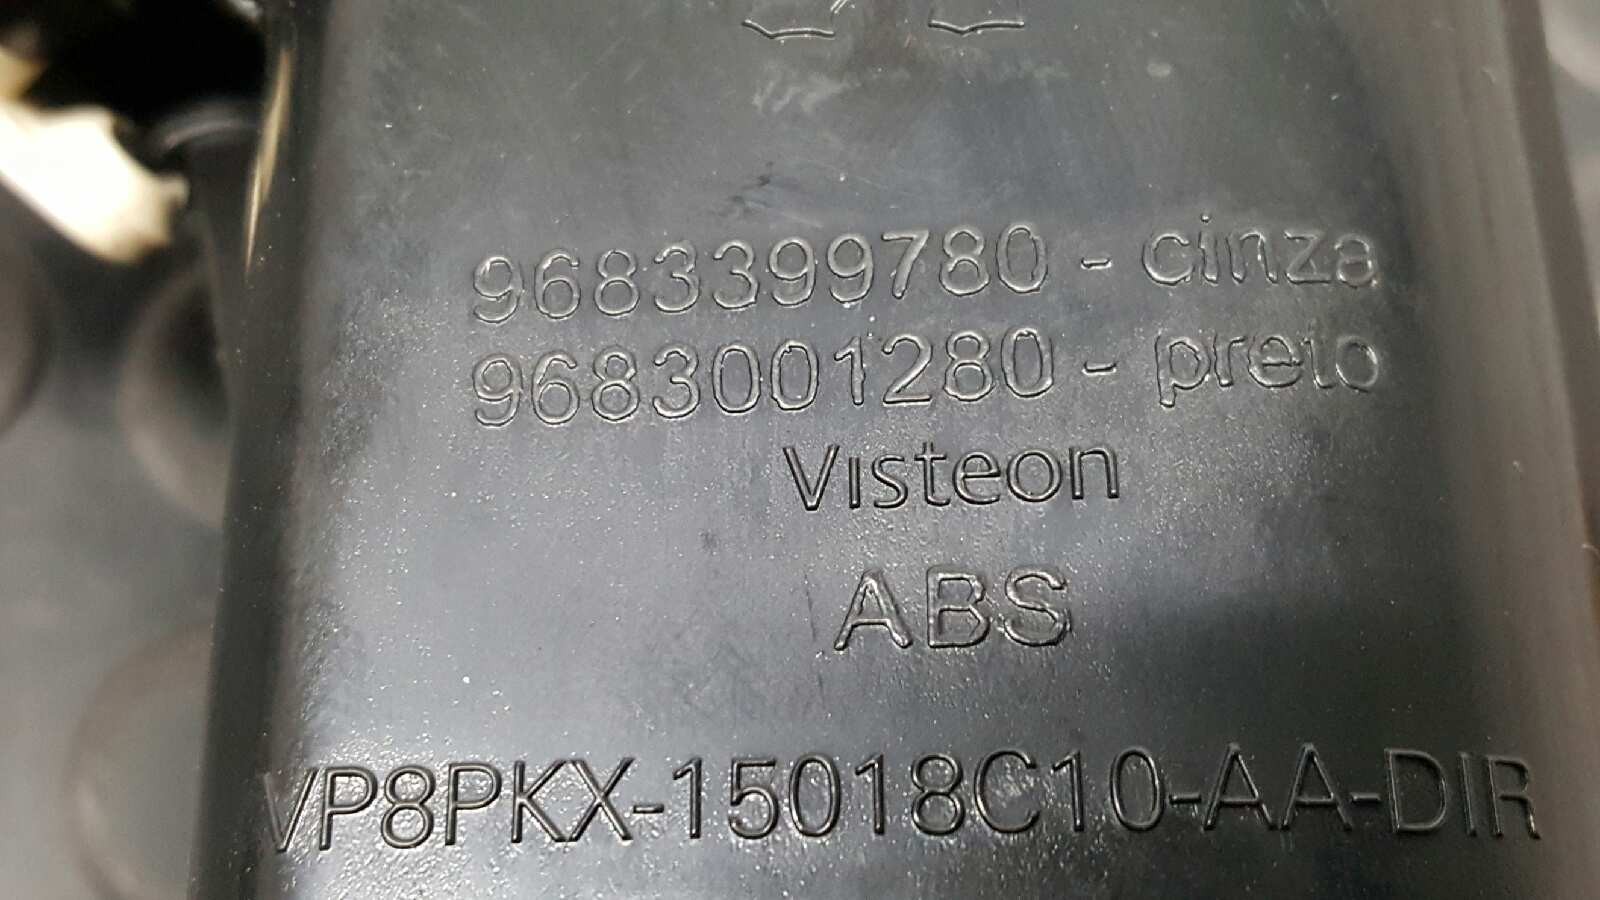 9683399780 - cinza
9683001280 - preto
Visteon
ABS
VP8PKX-15018C10-AA-DIR